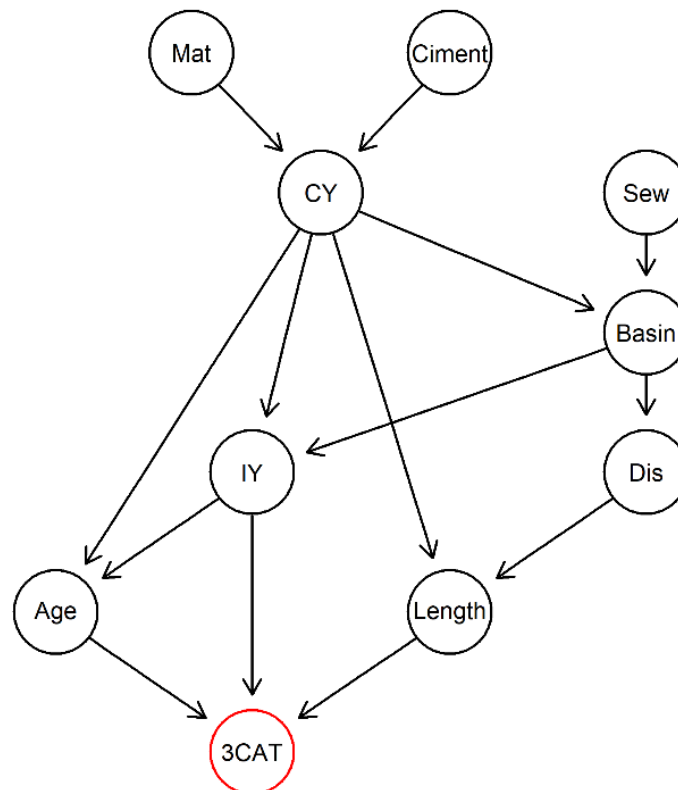 Mat
Ciment
CY
Sew
Basin
IY
Dis
Age
Length
3CAT